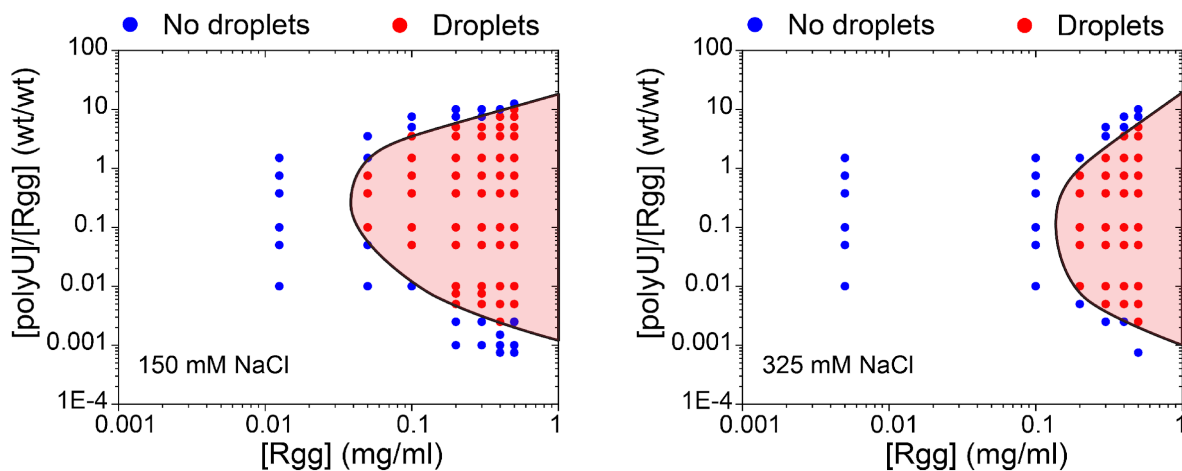 No droplets Droplets
[polyU]/[Rgg] (wt/wt)
100
10
1
0.1
0.01
0.001
1E-4
150 mM NaCl
0.001 0.01 0.1 1
[Rgg] (mg/ml)
No droplets Droplets
[polyU]/[Rgg] (wt/wt)
100
10
1
0.1
0.01
0.001
1E-4
325 mM NaCl
0.001 0.01 0.1 1
[Rgg] (mg/ml)